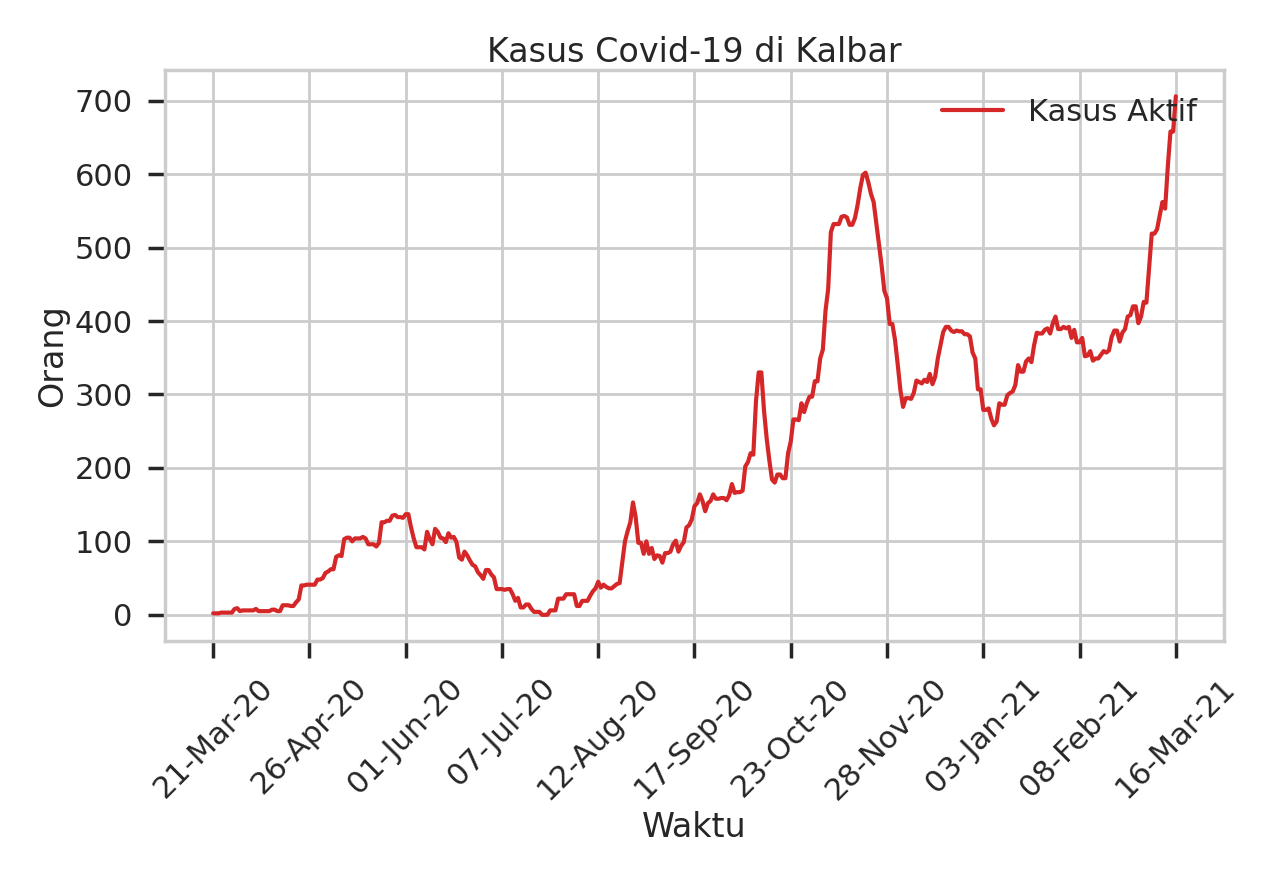 Kasus Covid-19 di Kalbar
Kasus Aktif
700
600
500
400
300
200
100
0
Orang
21-Mar-20
26-Apr-20
01-Jun-20
07-Jul-20
12-Aug-20
17-Sep-20
23-Oct-20
28-Nov-20
03-Jan-21
08-Feb-21
16-Mar-21
Waktu